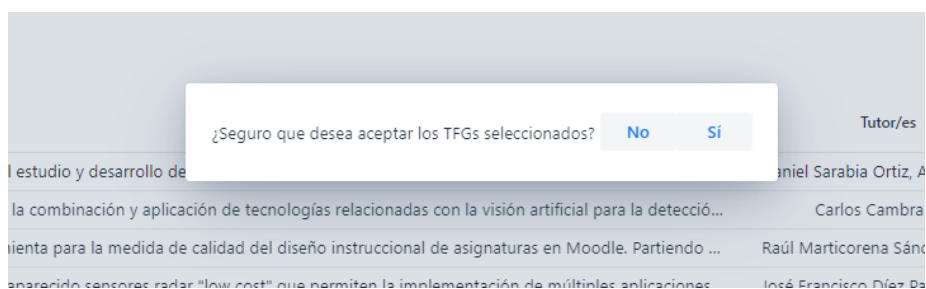 ¿Seguro que desea aceptar los TFGs seleccionados? No Sí
Tutor/es
l estudio y desarrollo de aniel Sarabia Ortiz, A
la combinación y aplicación de tecnologías relacionadas con la visión artificial para la detecció... Carlos Cambra
ienta para la medida de calidad del diseño instruccional de asignaturas en Moodle. Partiendo ... Raúl Marticorena Sánc
aparecido sensores radar "low cost" que permiten la implementación de múltiples aplicaciones José Francisco Díez Pa